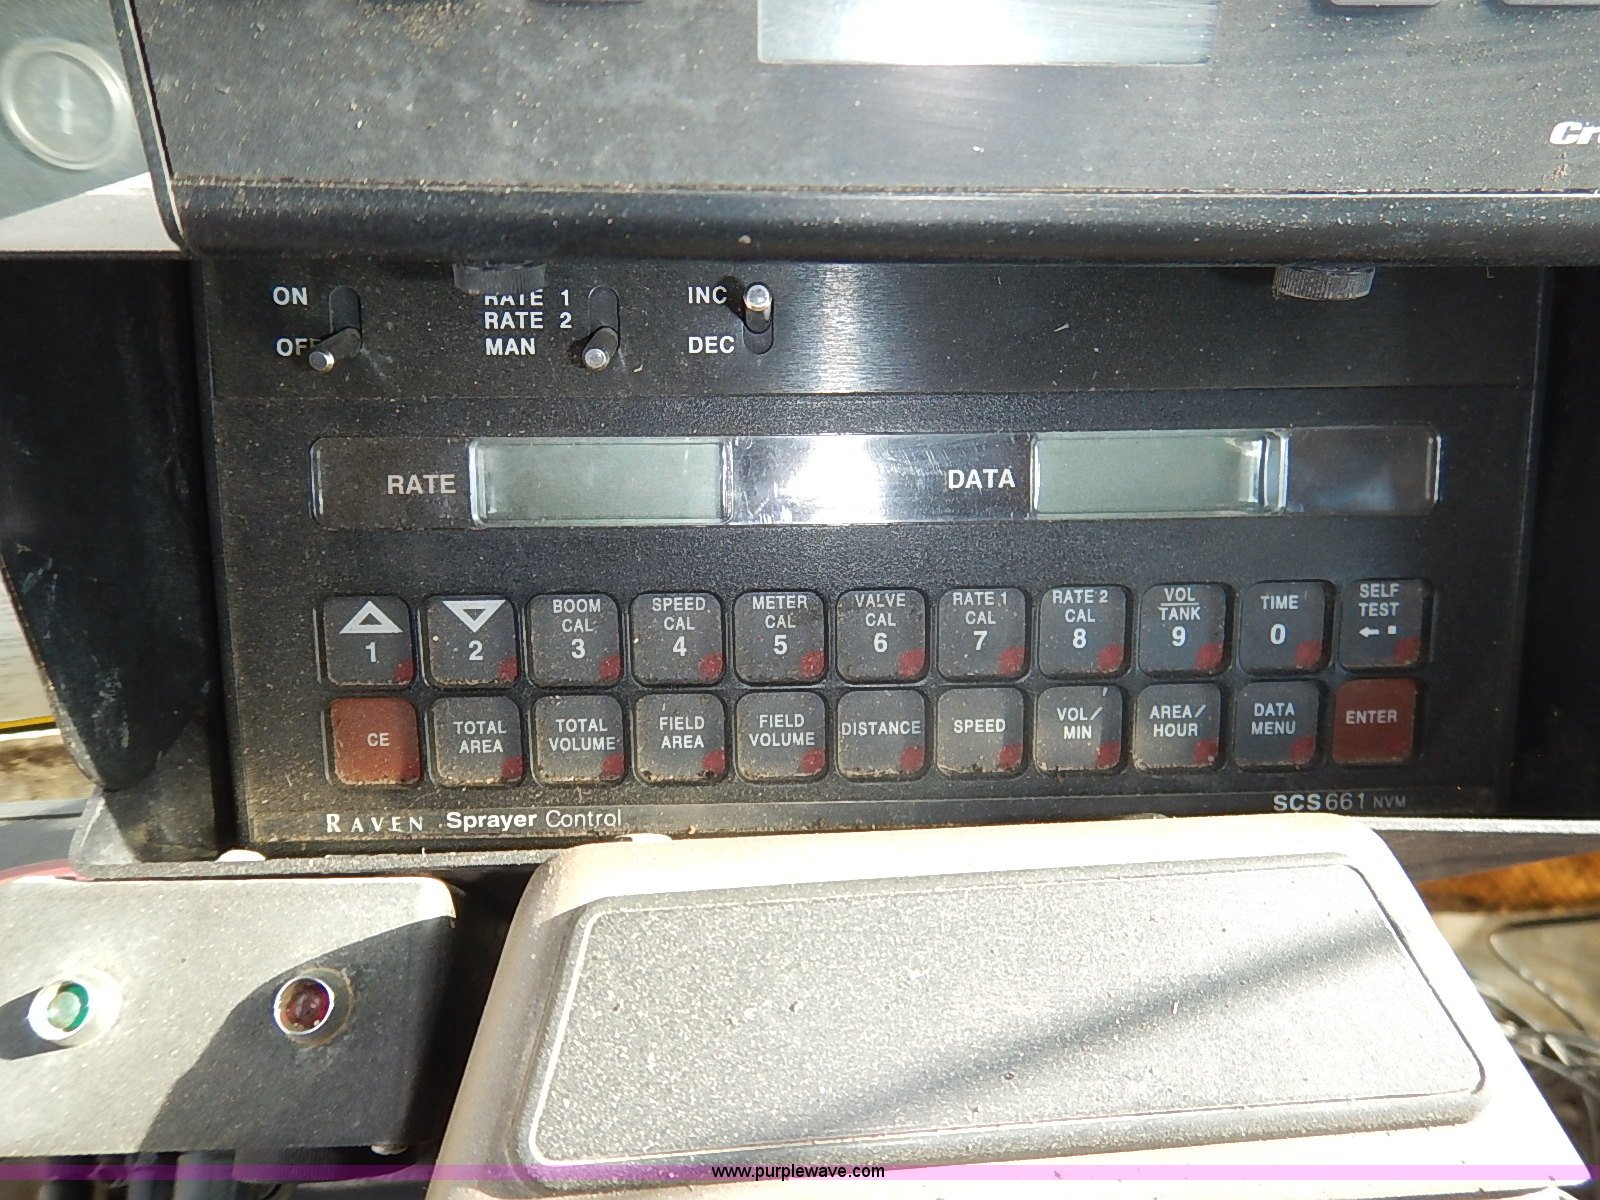 ON
OFF
RATE 1
RATE 2
MAN
INC
DEC
RATE
DATA
1
2
BOOM
CAL
3
SPEED
CAL
4
METER
CAL
5
VALVE
CAL
6
RATE 1
CAL
7
RATE 2
CAL
8
VOL
TANK
9
TIME
0
SELF
TEST
CE
TOTAL
AREA
TOTAL
VOLUME
FIELD
AREA
FIELD
VOLUME
DISTANCE
SPEED
VOL/
MIN
AREA/
HOUR
DATA
MENU
ENTER
RAVEN Sprayer Control
SCS661 NVM
www.purplewave.com